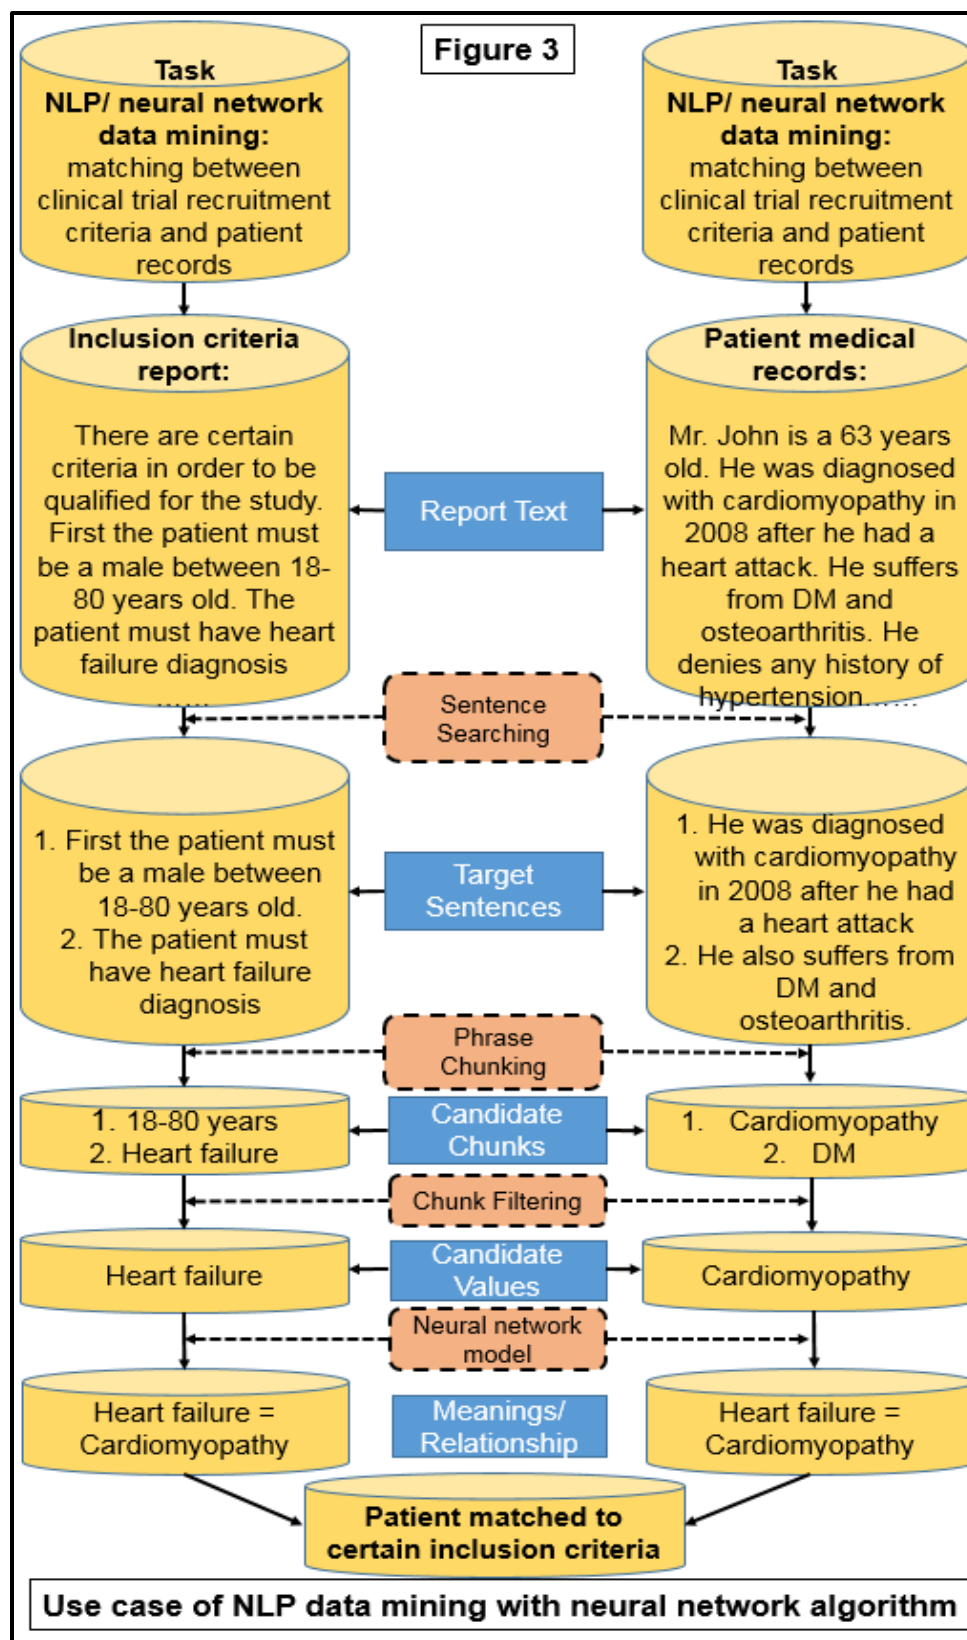 Figure 3
Task
NLP/ neural network
data mining:
matching between
clinical trial recruitment
criteria and patient
records
Task
NLP/ neural network
data mining:
matching between
clinical trial recruitment
criteria and patient
records
Inclusion criteria
report:
There are certain
criteria in order to be
qualified for the study.
First the patient must
be a male between 18-
80 years old. The
patient must have heart
failure diagnosis
……
Report Text
Patient medical
records:
Mr. John is a 63 years
old. He was diagnosed
with cardiomyopathy in
2008 after he had a
heart attack. He suffers
from DM and
osteoarthritis. He
denies any history of
hypertension……
Sentence
Searching
1. First the patient must
be a male between
18-80 years old.
2. The patient must
have heart failure
diagnosis
Target
Sentences
1. He was diagnosed
with cardiomyopathy
in 2008 after he had
a heart attack
2. He also suffers from
DM and
osteoarthritis.
Phrase
Chunking
1. 18-80 years
2. Heart failure
Candidate
Chunks
1. Cardiomyopathy
2. DM
Chunk Filtering
Heart failure
Candidate
Values
Cardiomyopathy
Neural network
model
Heart failure =
Cardiomyopathy
Meanings/
Relationship
Heart failure =
Cardiomyopathy
Patient matched to
certain inclusion criteria
Use case of NLP data mining with neural network algorithm